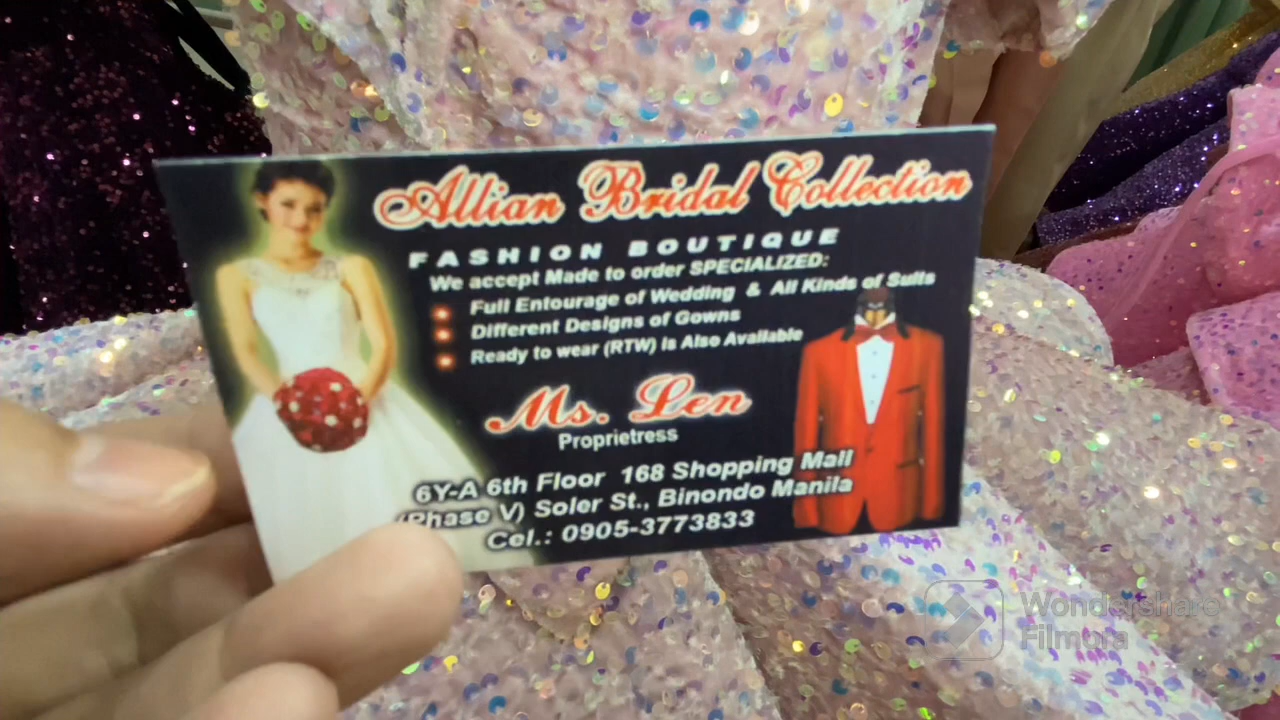 Allian Bridal Collection
FASHION BOUTIQUE
We accept Made to order SPECIALIZED:
Full Entourage of Wedding & All Kinds of Suits
Different Designs of Gowns
Ready to wear (RTW) Is Also Available
Ms. Len
Proprietress
6Y-A 6th Floor 168 Shopping Mall
(Phase V) Soler St., Binondo Manila
Cel.: 0905-3773833
Wondershare
Filmora